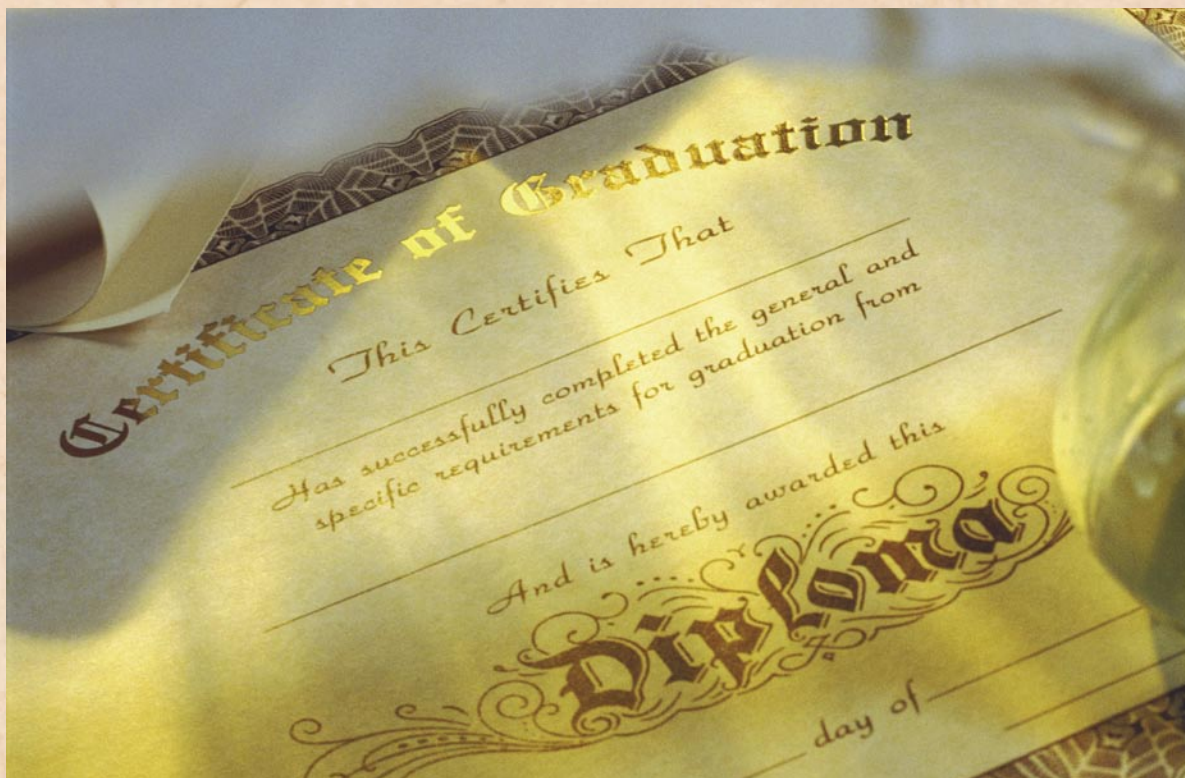 Certificate of Graduation
This Certifies That
Has successfully completed the general and
specific requirements for graduation from
And is hereby awarded this
Diploma
day of